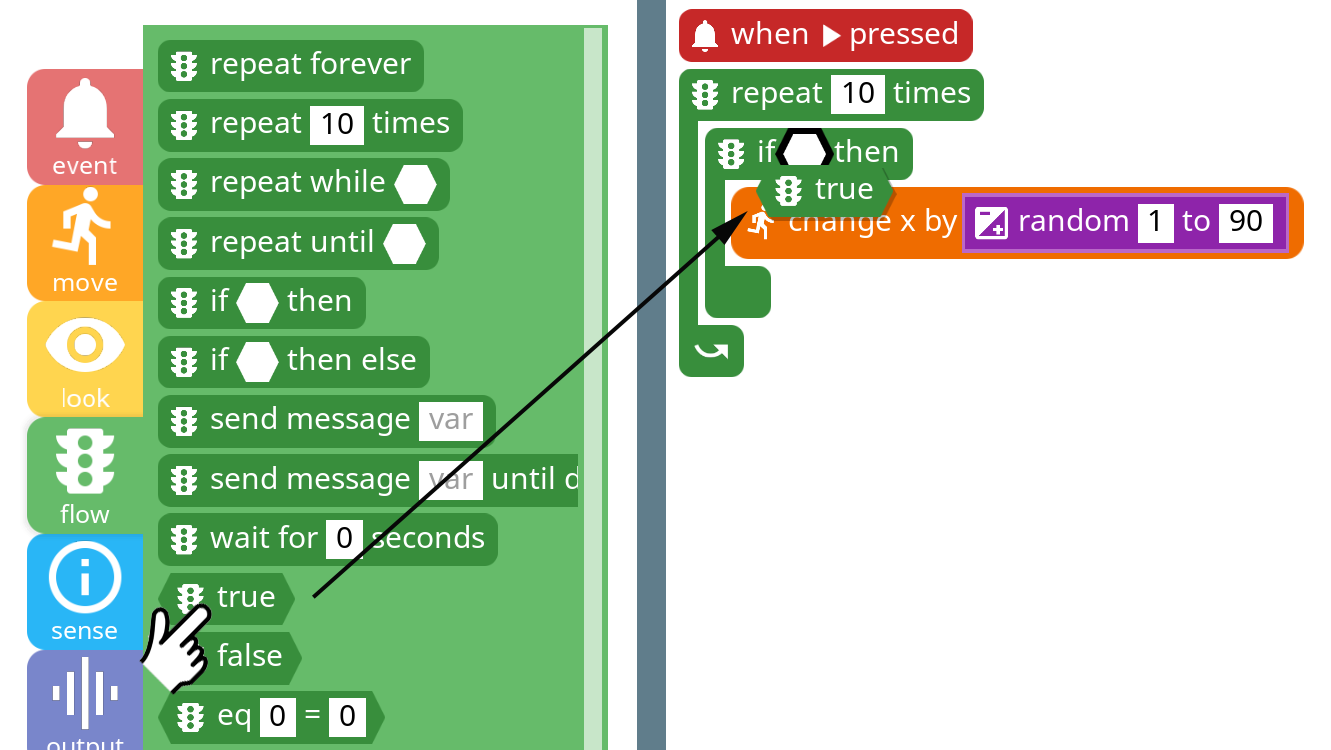 event
move
look
flow
sense
output
repeat forever
repeat 10 times
repeat while
repeat until
if then
if then else
send message var
send message var until d
wait for 0 seconds
true
false
eq 0 = 0
when pressed
repeat 10 times
if then
true
change x by random 1 to 90